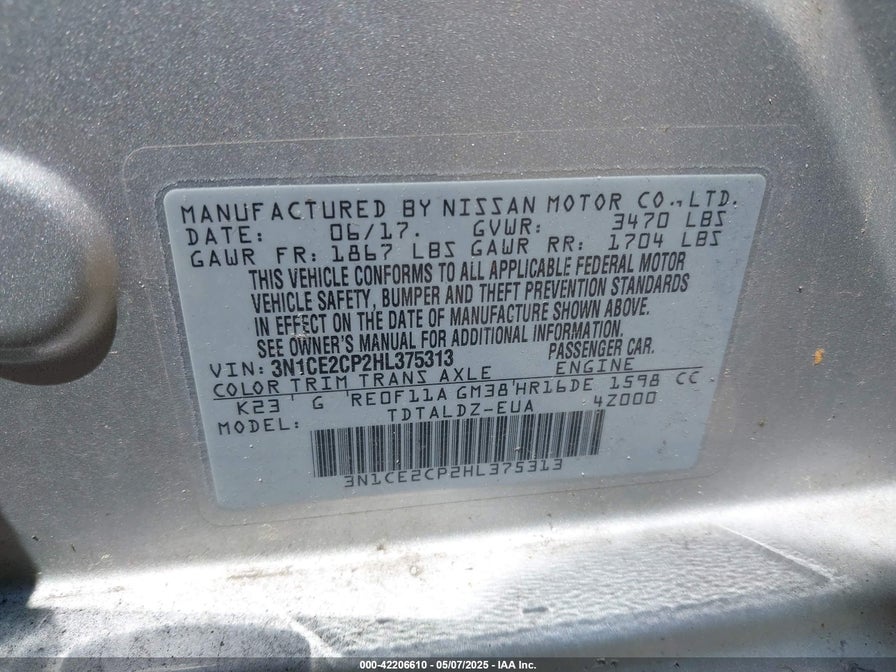 MANUFACTURED BY NISSAN MOTOR CO., LTD.
DATE: 06/17. GVWR: 3470 LBS
GAWR FR: 1867 LBS GAWR RR: 1704 LBS
THIS VEHICLE CONFORMS TO ALL APPLICABLE FEDERAL MOTOR
VEHICLE SAFETY, BUMPER AND THEFT PREVENTION STANDARDS
IN EFFECT ON THE DATE OF MANUFACTURE SHOWN ABOVE.
SEE OWNER'S MANUAL FOR ADDITIONAL INFORMATION.
VIN: 3N1CE2CP2HL375313 PASSENGER CAR.
COLOR TRIM TRANS AXLE ENGINE
K23 ' G 'RE0F11A GM38'HR16DE 1598 CC
MODEL: TDTALDZ-EUA 4Z000
3N1CE2CP2HL375313
000-42206610 - 05/07/2025 - IAA Inc.